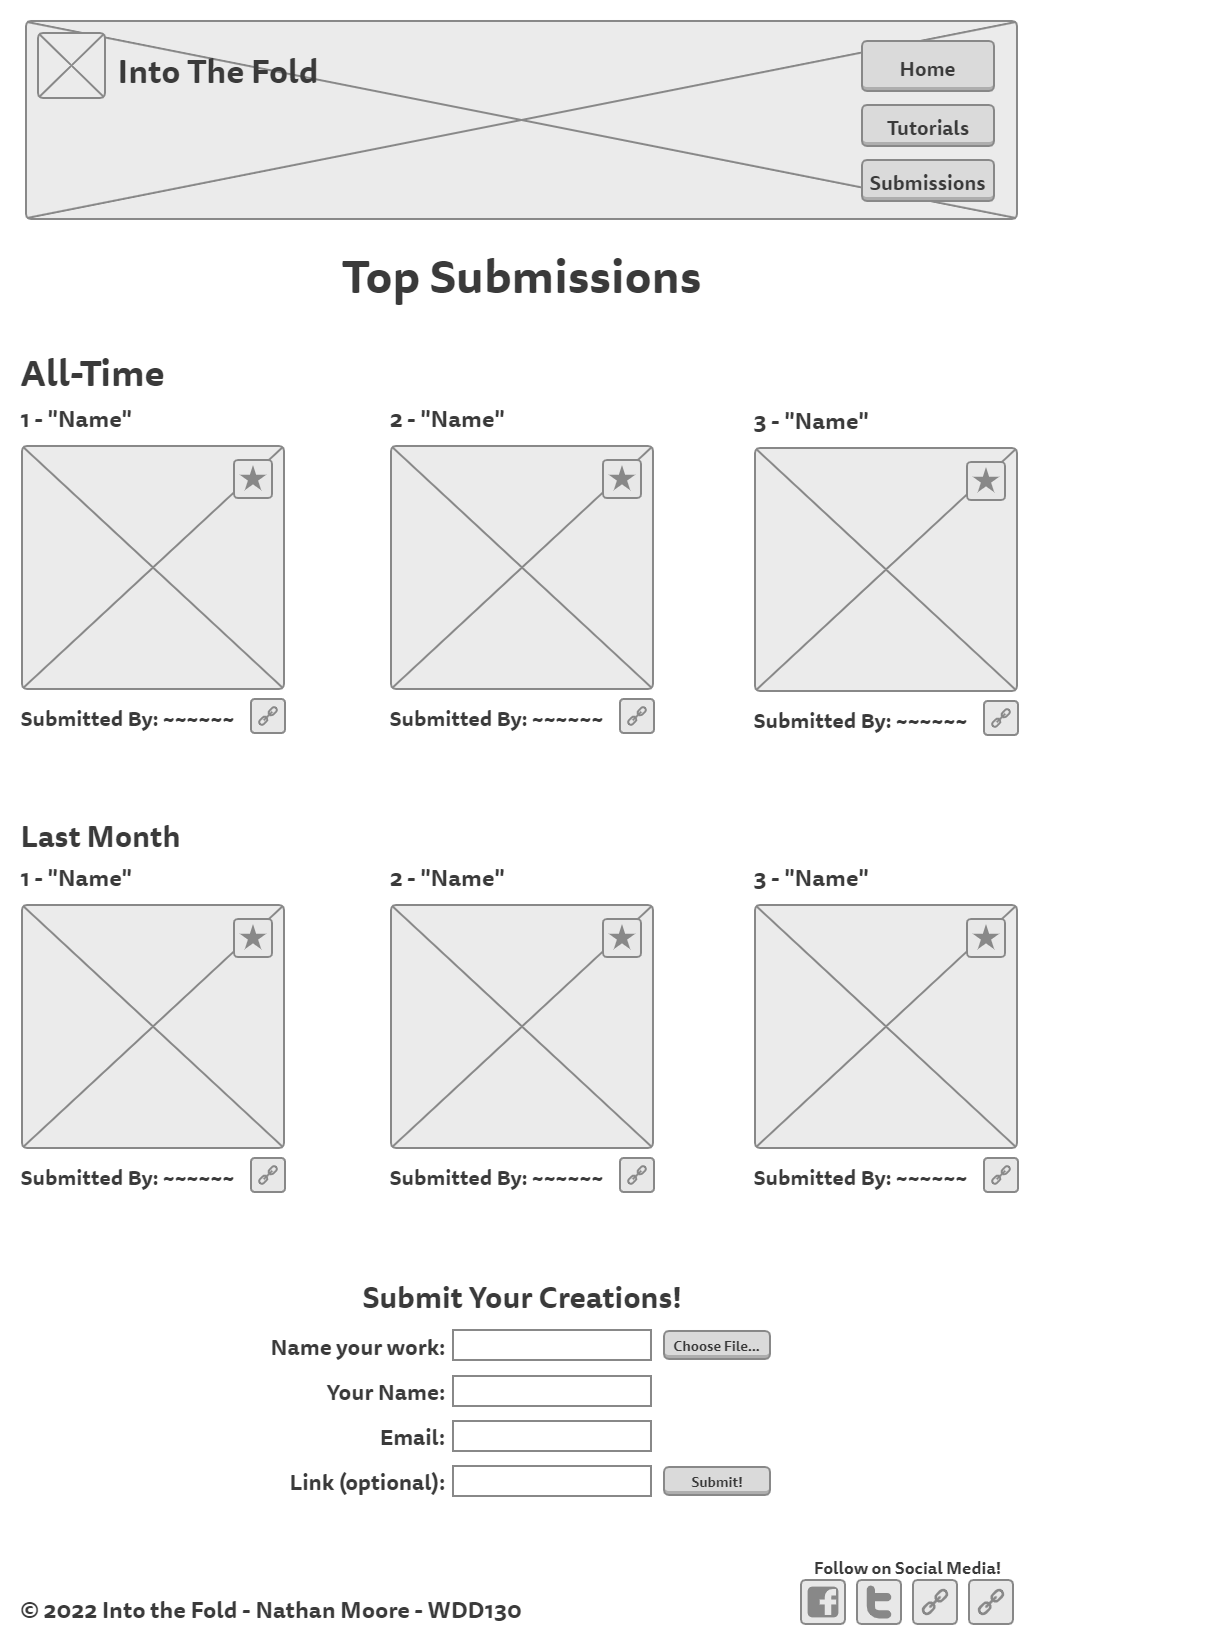 Into The Fold
Home
Tutorials
Submissions
Top Submissions
All-Time
1 - "Name"
2 - "Name"
3 - "Name"
Submitted By: ~~~~~~
Submitted By: ~~~~~~
Submitted By: ~~~~~~
Last Month
1 - "Name"
2 - "Name"
3 - "Name"
Submitted By: ~~~~~~
Submitted By: ~~~~~~
Submitted By: ~~~~~~
Submit Your Creations!
Name your work:
Choose File...
Your Name:
Email:
Link (optional):
Submit!
Follow on Social Media!
© 2022 Into the Fold - Nathan Moore - WDD130